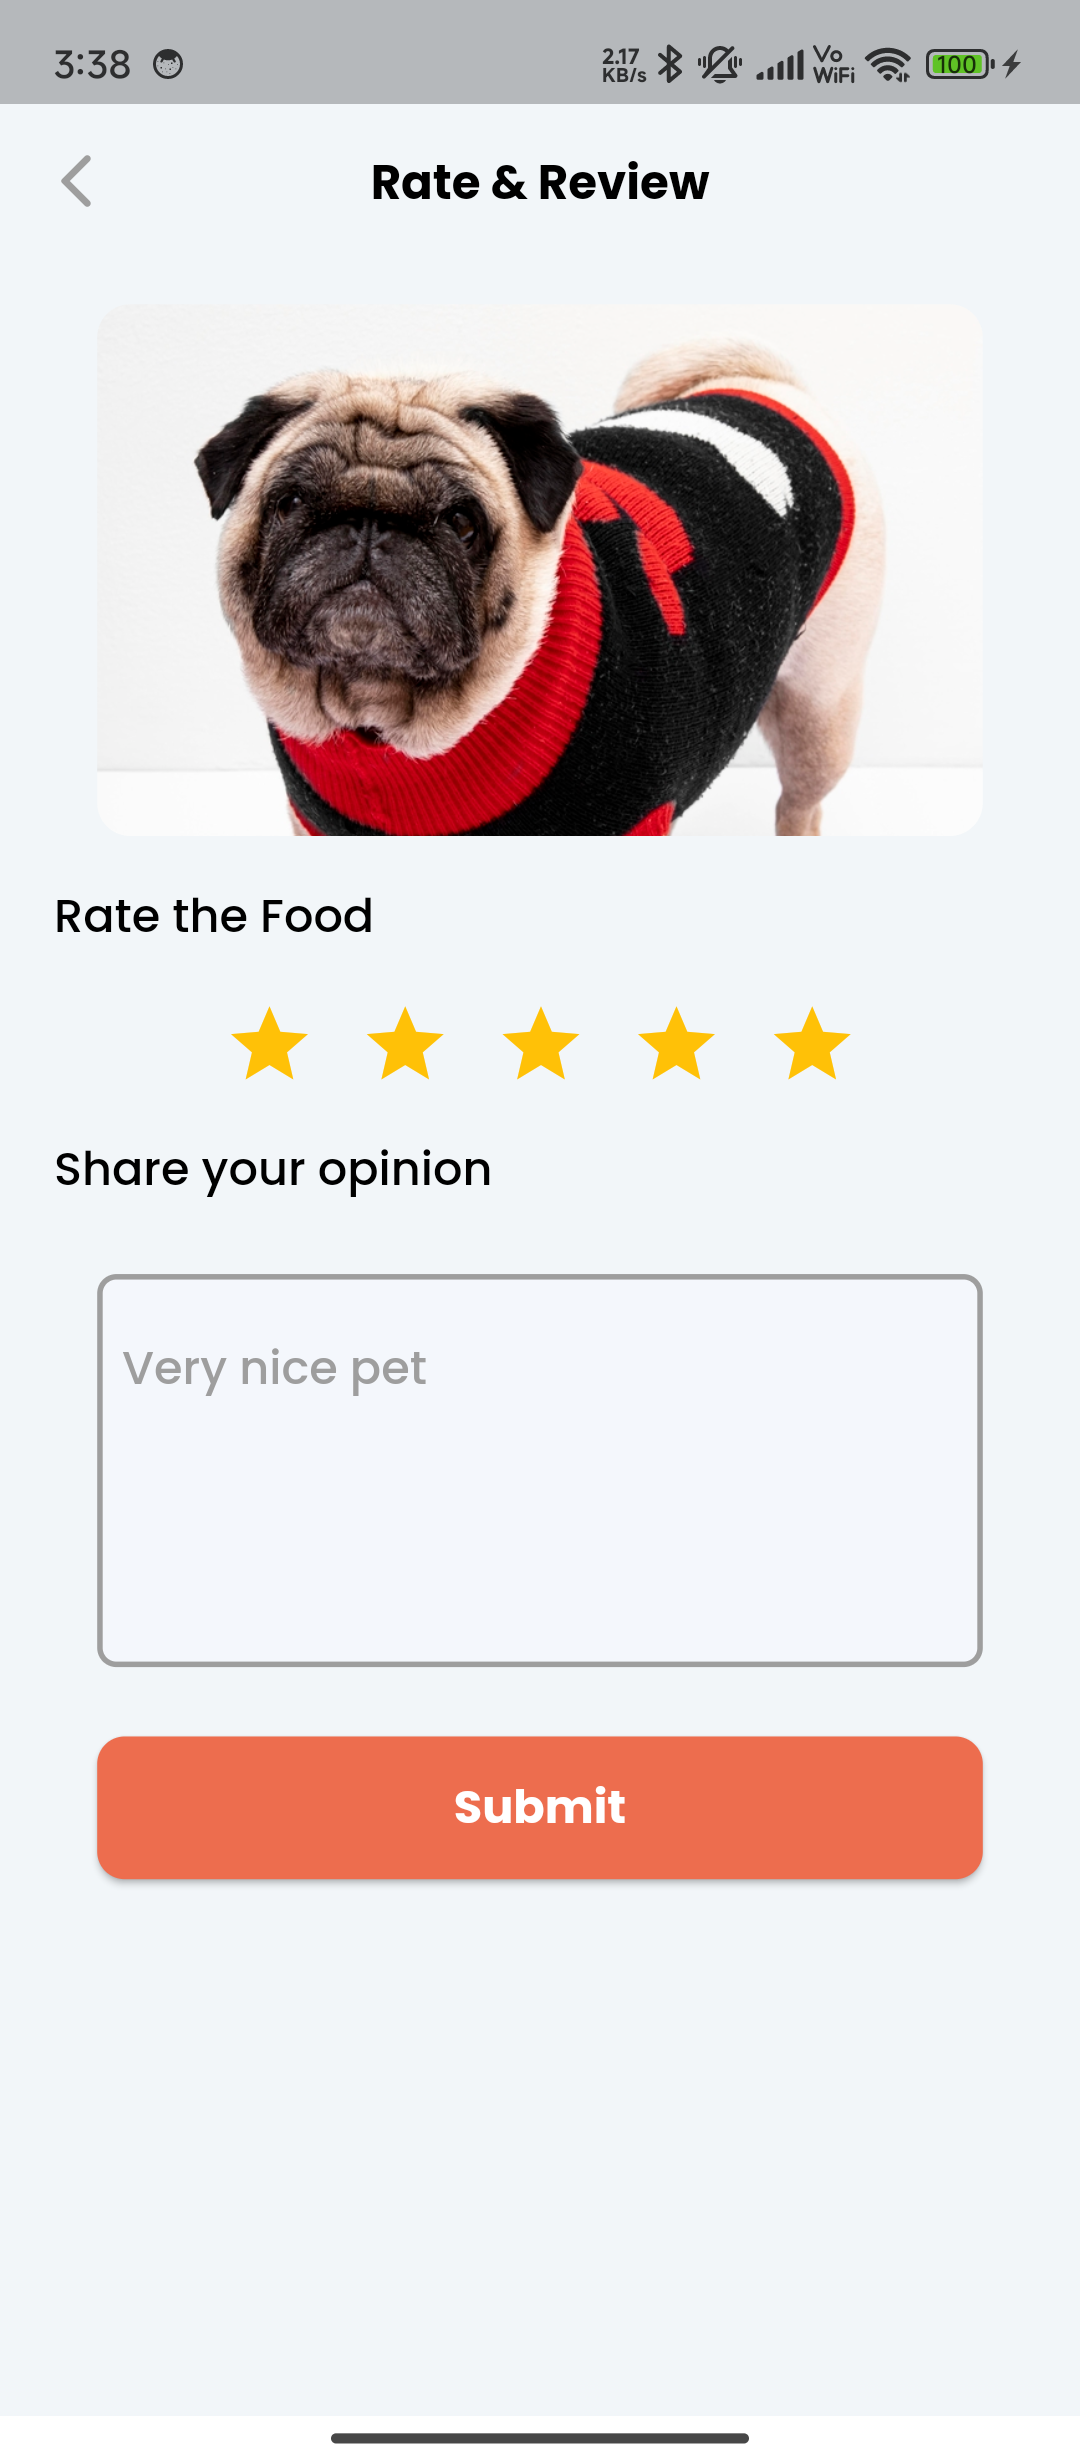 3:38
2.17
KB/s
Vo
WiFi
100
Rate & Review
Rate the Food
Share your opinion
Very nice pet
Submit